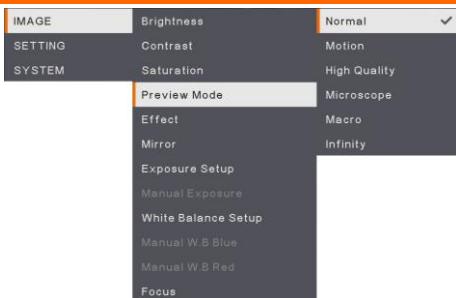 IMAGE
SETTING
SYSTEM
Brightness
Contrast
Saturation
Preview Mode
Effect
Mirror
Exposure Setup
Manual Exposure
White Balance Setup
Manual W.B Blue
Manual W.B Red
Focus
Normal
Motion
High Quality
Microscope
Macro
Infinity